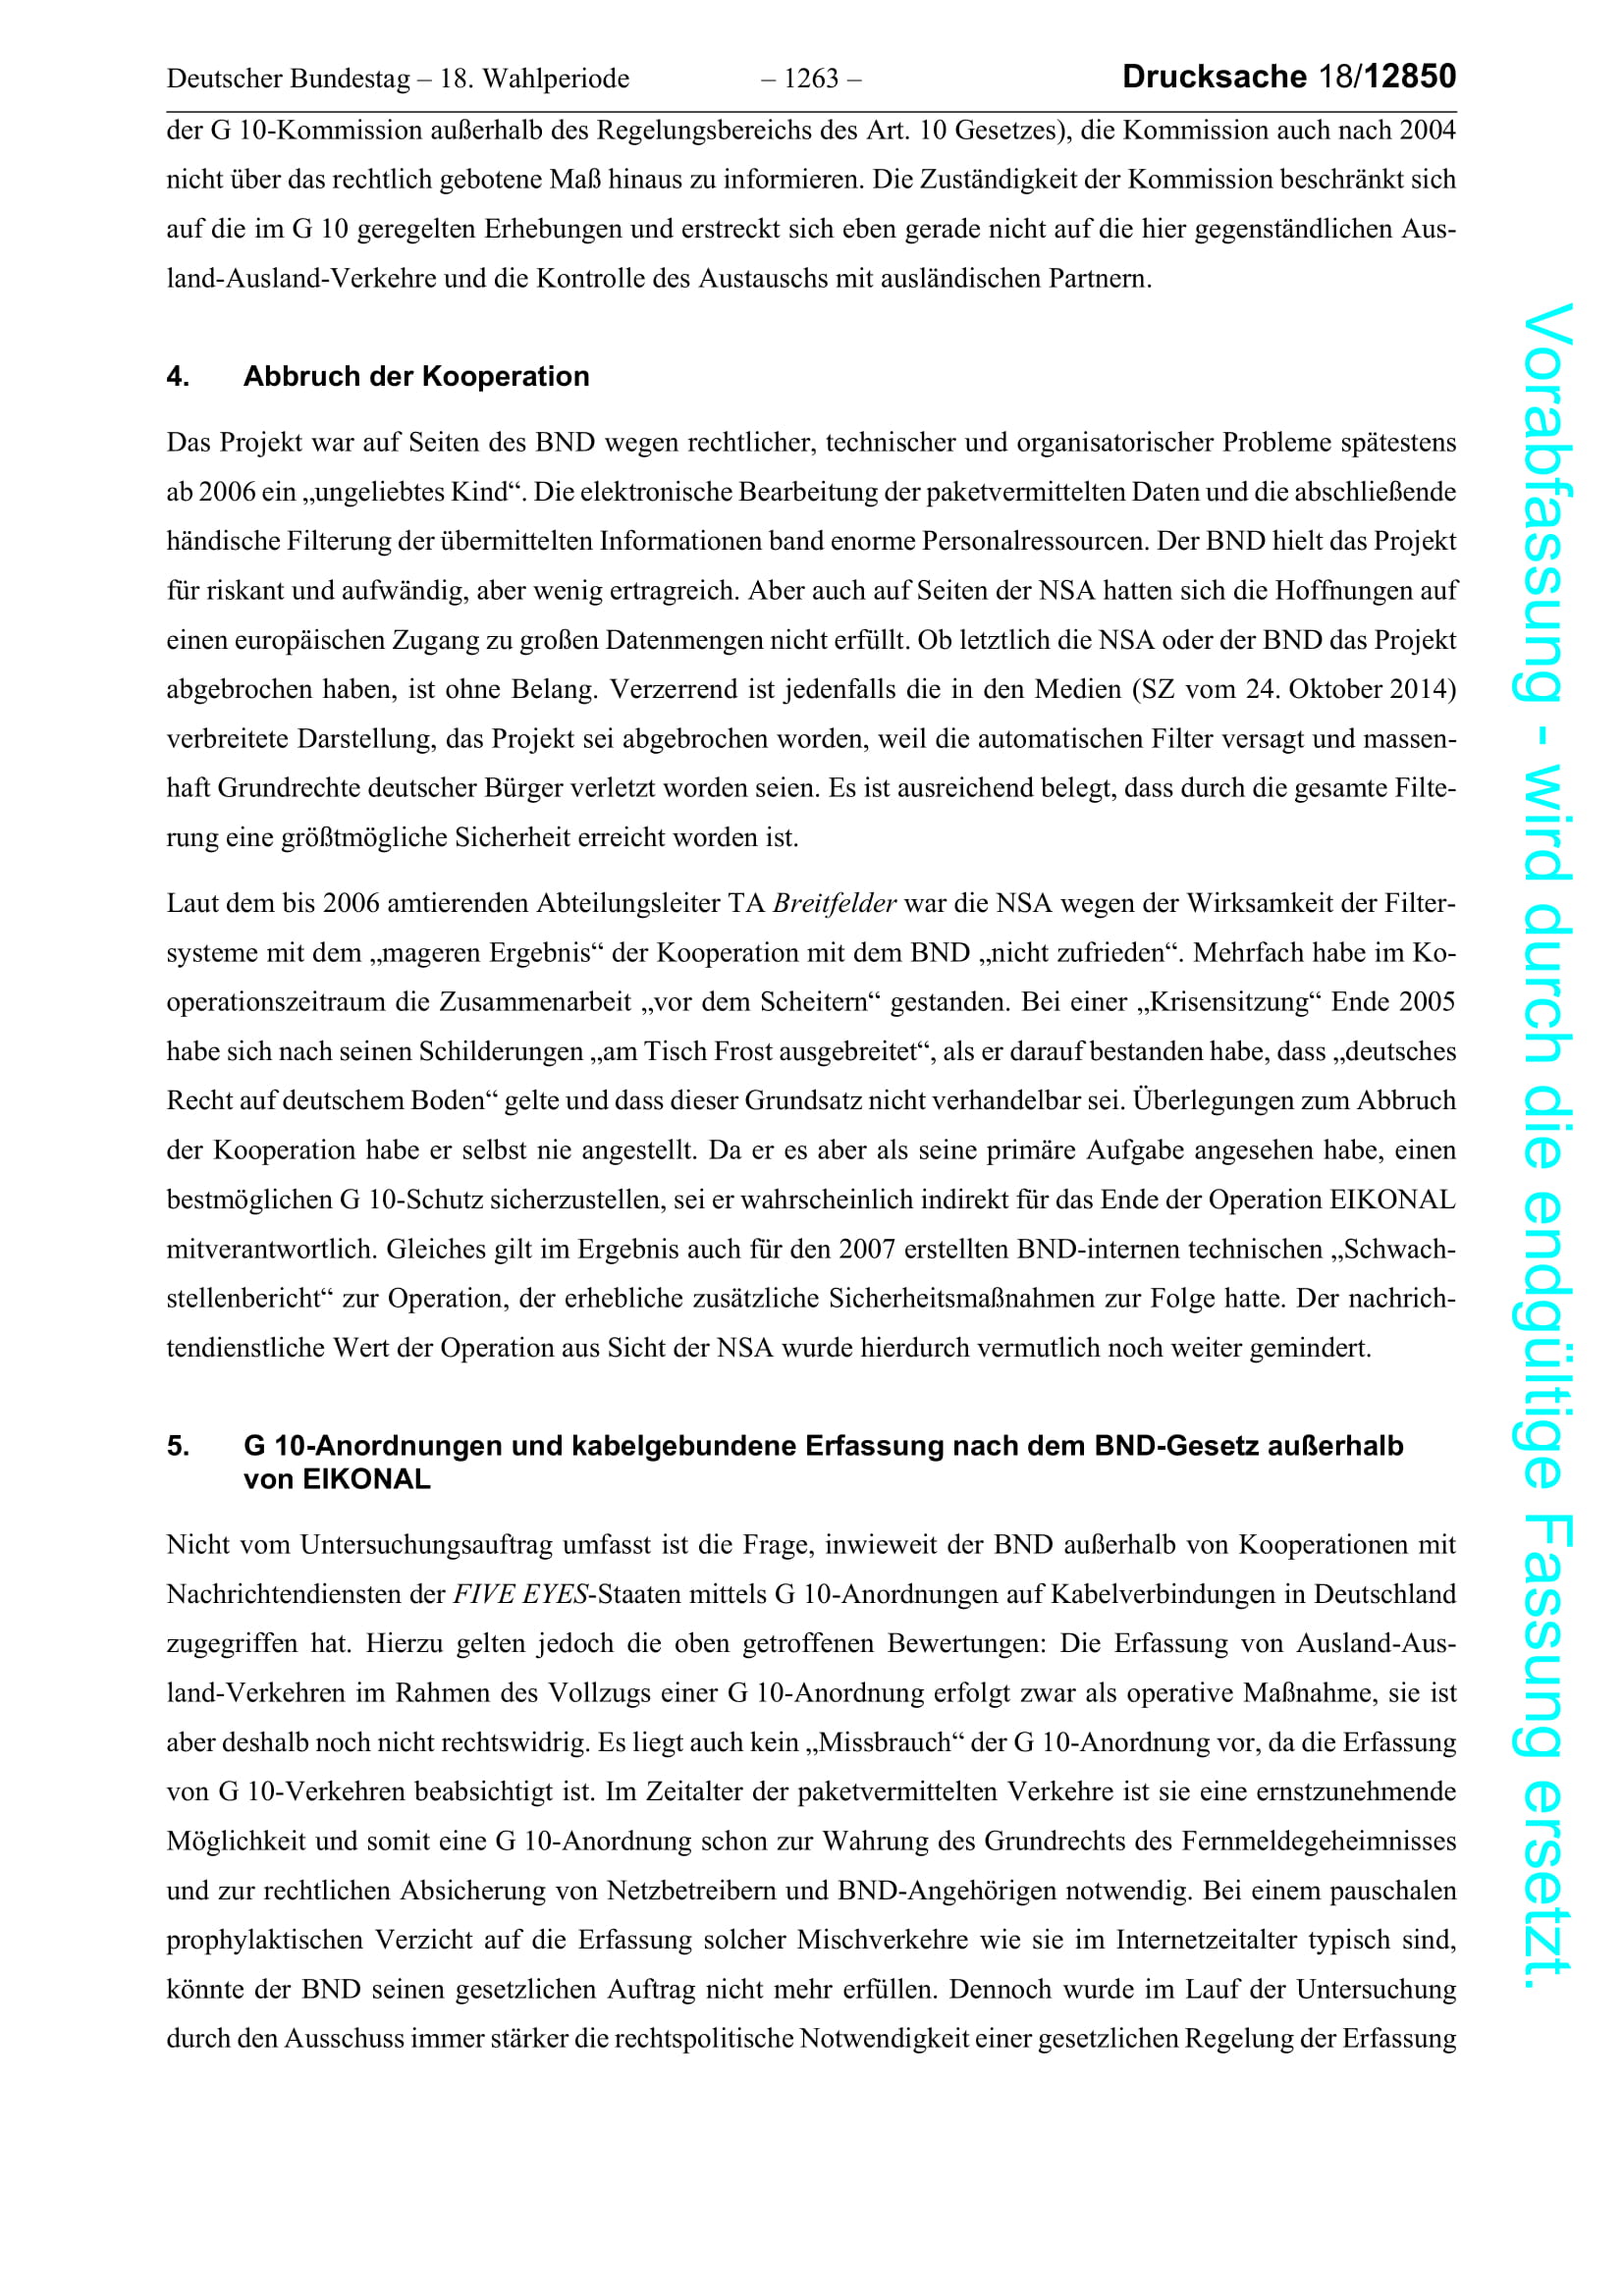 Deutscher Bundestag – 18. Wahlperiode – 1263 – Drucksache 18/12850
der G 10-Kommission außerhalb des Regelungsbereichs des Art. 10 Gesetzes), die Kommission auch nach 2004
nicht über das rechtlich gebotene Maß hinaus zu informieren. Die Zuständigkeit der Kommission beschränkt sich
auf die im G 10 geregelten Erhebungen und erstreckt sich eben gerade nicht auf die hier gegenständlichen Aus-
land-Ausland-Verkehre und die Kontrolle des Austauschs mit ausländischen Partnern.
4. Abbruch der Kooperation
Das Projekt war auf Seiten des BND wegen rechtlicher, technischer und organisatorischer Probleme spätestens
ab 2006 ein „ungeliebtes Kind“. Die elektronische Bearbeitung der paketvermittelten Daten und die abschließende
händische Filterung der übermittelten Informationen band enorme Personalressourcen. Der BND hielt das Projekt
für riskant und aufwändig, aber wenig ertragreich. Aber auch auf Seiten der NSA hatten sich die Hoffnungen auf
einen europäischen Zugang zu großen Datenmengen nicht erfüllt. Ob letztlich die NSA oder der BND das Projekt
abgebrochen haben, ist ohne Belang. Verzerrend ist jedenfalls die in den Medien (SZ vom 24. Oktober 2014)
verbreitete Darstellung, das Projekt sei abgebrochen worden, weil die automatischen Filter versagt und massen-
haft Grundrechte deutscher Bürger verletzt worden seien. Es ist ausreichend belegt, dass durch die gesamte Filte-
rung eine größtmögliche Sicherheit erreicht worden ist.
Laut dem bis 2006 amtierenden Abteilungsleiter TA Breitfelder war die NSA wegen der Wirksamkeit der Filter-
systeme mit dem „mageren Ergebnis“ der Kooperation mit dem BND „nicht zufrieden“. Mehrfach habe im Ko-
operationszeitraum die Zusammenarbeit „vor dem Scheitern“ gestanden. Bei einer „Krisensitzung“ Ende 2005
habe sich nach seinen Schilderungen „am Tisch Frost ausgebreitet“, als er darauf bestanden habe, dass „deutsches
Recht auf deutschem Boden“ gelte und dass dieser Grundsatz nicht verhandelbar sei. Überlegungen zum Abbruch
der Kooperation habe er selbst nie angestellt. Da er es aber als seine primäre Aufgabe angesehen habe, einen
bestmöglichen G 10-Schutz sicherzustellen, sei er wahrscheinlich indirekt für das Ende der Operation EIKONAL
mitverantwortlich. Gleiches gilt im Ergebnis auch für den 2007 erstellten BND-internen technischen „Schwach-
stellenbericht“ zur Operation, der erhebliche zusätzliche Sicherheitsmaßnahmen zur Folge hatte. Der nachrich-
tendienstliche Wert der Operation aus Sicht der NSA wurde hierdurch vermutlich noch weiter gemindert.
5. G 10-Anordnungen und kabelgebundene Erfassung nach dem BND-Gesetz außerhalb
von EIKONAL
Nicht vom Untersuchungsauftrag umfasst ist die Frage, inwieweit der BND außerhalb von Kooperationen mit
Nachrichtendiensten der FIVE EYES-Staaten mittels G 10-Anordnungen auf Kabelverbindungen in Deutschland
zugegriffen hat. Hierzu gelten jedoch die oben getroffenen Bewertungen: Die Erfassung von Ausland-Aus-
land-Verkehren im Rahmen des Vollzugs einer G 10-Anordnung erfolgt zwar als operative Maßnahme, sie ist
aber deshalb noch nicht rechtswidrig. Es liegt auch kein „Missbrauch“ der G 10-Anordnung vor, da die Erfassung
von G 10-Verkehren beabsichtigt ist. Im Zeitalter der paketvermittelten Verkehre ist sie eine ernstzunehmende
Möglichkeit und somit eine G 10-Anordnung schon zur Wahrung des Grundrechts des Fernmeldegeheimnisses
und zur rechtlichen Absicherung von Netzbetreibern und BND-Angehörigen notwendig. Bei einem pauschalen
prophylaktischen Verzicht auf die Erfassung solcher Mischverkehre wie sie im Internetzeitalter typisch sind,
könnte der BND seinen gesetzlichen Auftrag nicht mehr erfüllen. Dennoch wurde im Lauf der Untersuchung
durch den Ausschuss immer stärker die rechtspolitische Notwendigkeit einer gesetzlichen Regelung der Erfassung
Vorabfassung - wird durch die endgültige Fassung ersetzt.